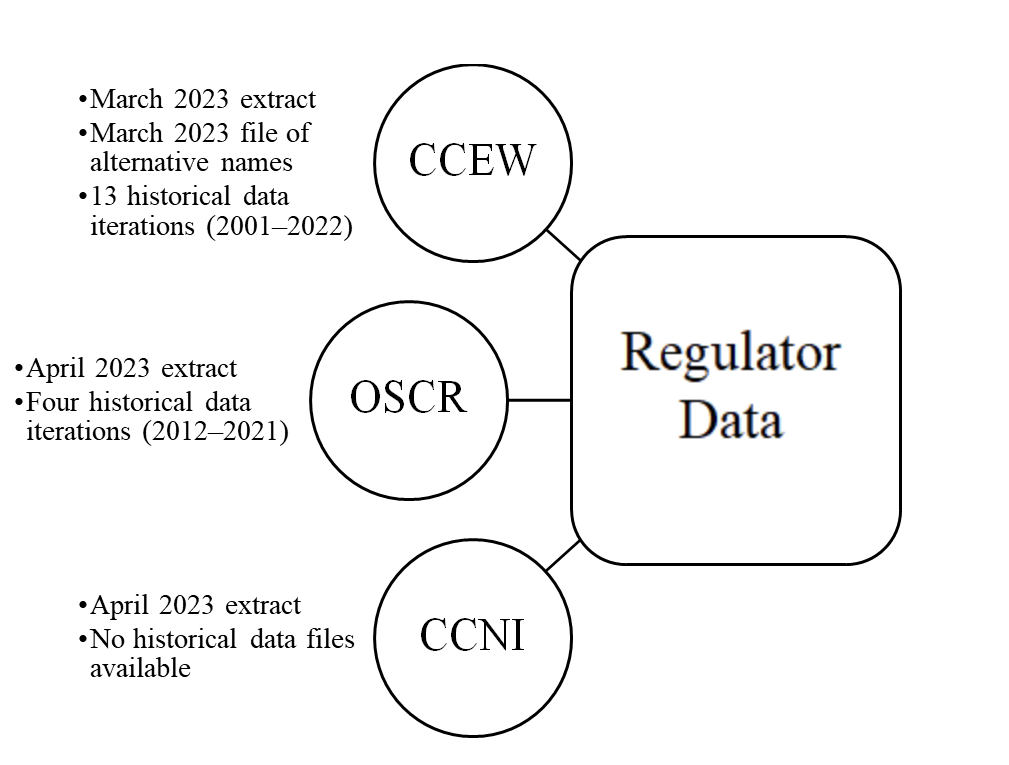 •March 2023 extract
•March 2023 file of
alternative names
•13 historical data
iterations (2001–2022)
CCEW
•April 2023 extract
•Four historical data
iterations (2012–2021)
OSCR
Regulator
Data
•April 2023 extract
•No historical data files
available
CCNI